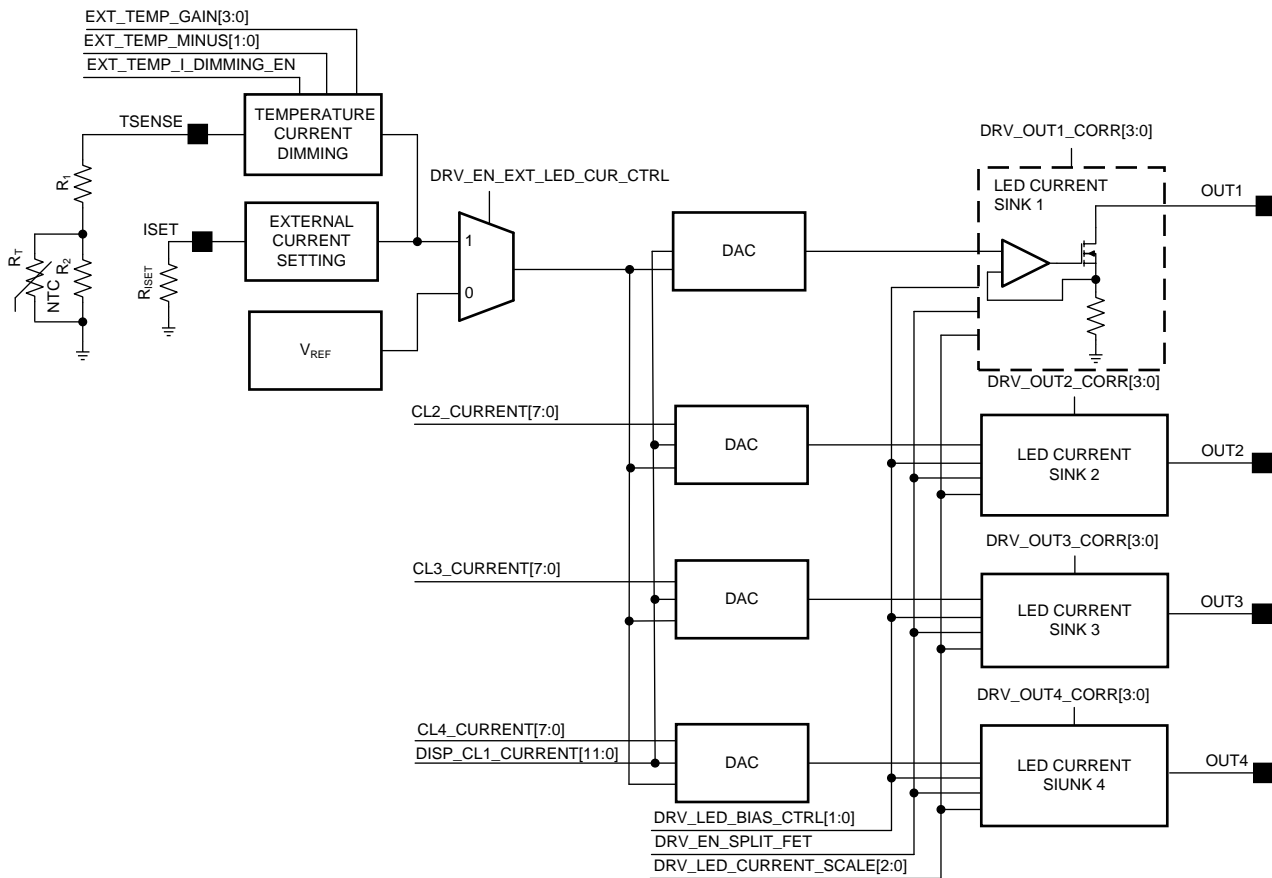 EXT_TEMP_GAIN[3:0]
EXT_TEMP_MINUS[1:0]
EXT_TEMP_I_DIMMING_EN
TSENSE
TEMPERATURE
CURRENT
DIMMING
R1
RT
NTC
R2
ISET
RISET
EXTERNAL
CURRENT
SETTING
VREF
DRV_EN_EXT_LED_CUR_CTRL
1
0
DAC
DRV_OUT1_CORR[3:0]
LED CURRENT
SINK 1
OUT1
CL2_CURRENT[7:0]
DAC
DRV_OUT2_CORR[3:0]
LED CURRENT
SINK 2
OUT2
CL3_CURRENT[7:0]
DAC
DRV_OUT3_CORR[3:0]
LED CURRENT
SINK 3
OUT3
CL4_CURRENT[7:0]
DISP_CL1_CURRENT[11:0]
DAC
DRV_OUT4_CORR[3:0]
LED CURRENT
SIUNK 4
OUT4
DRV_LED_BIAS_CTRL[1:0]
DRV_EN_SPLIT_FET
DRV_LED_CURRENT_SCALE[2:0]